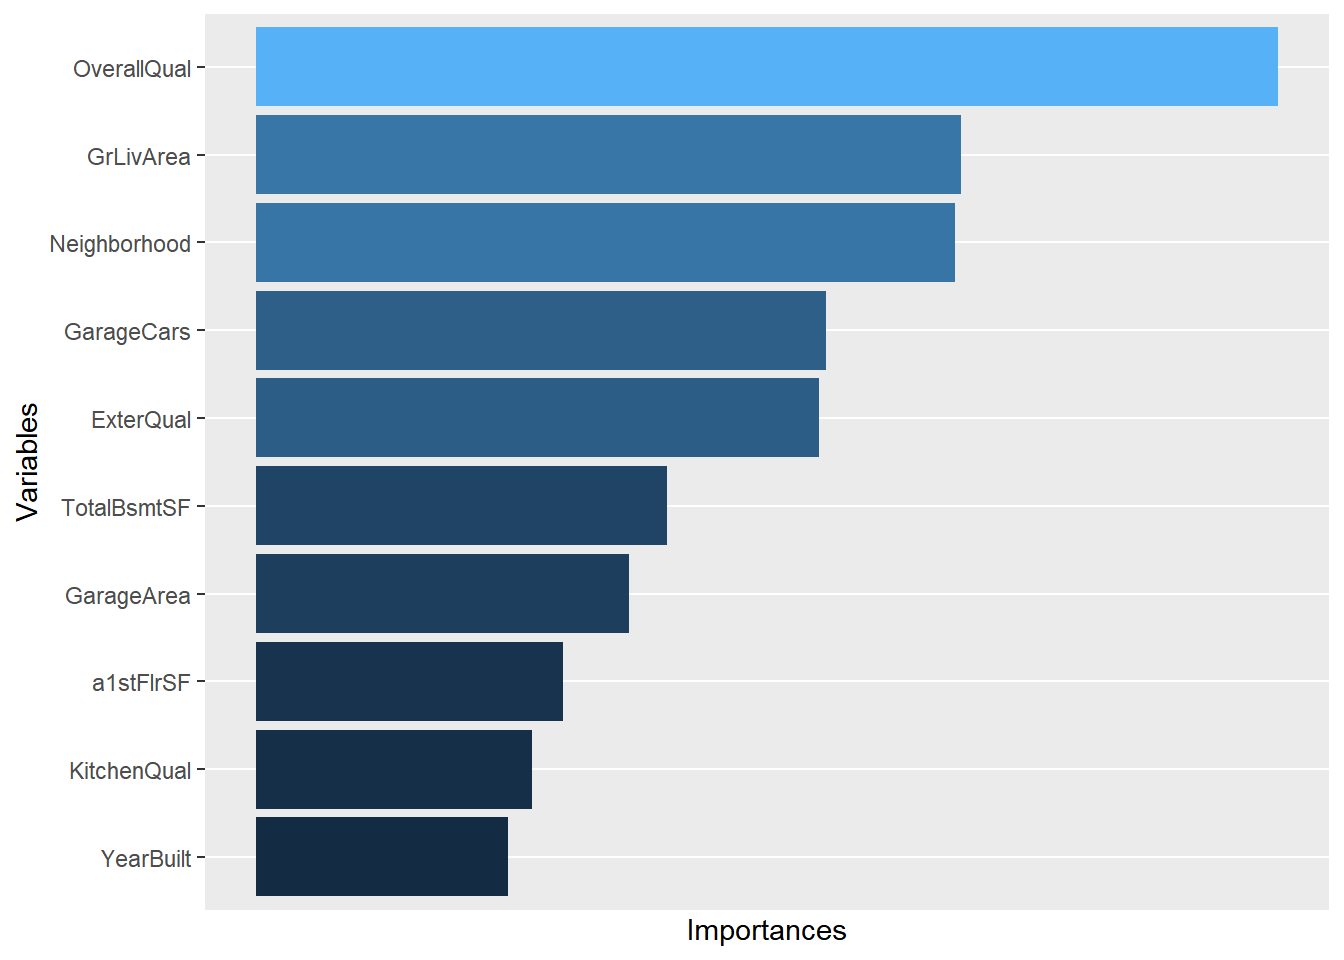 OverallQual
GrLivArea
Neighborhood
GarageCars
ExterQual
TotalBsmtSF
GarageArea
a1stFlrSF
KitchenQual
YearBuilt
Variables
Importances